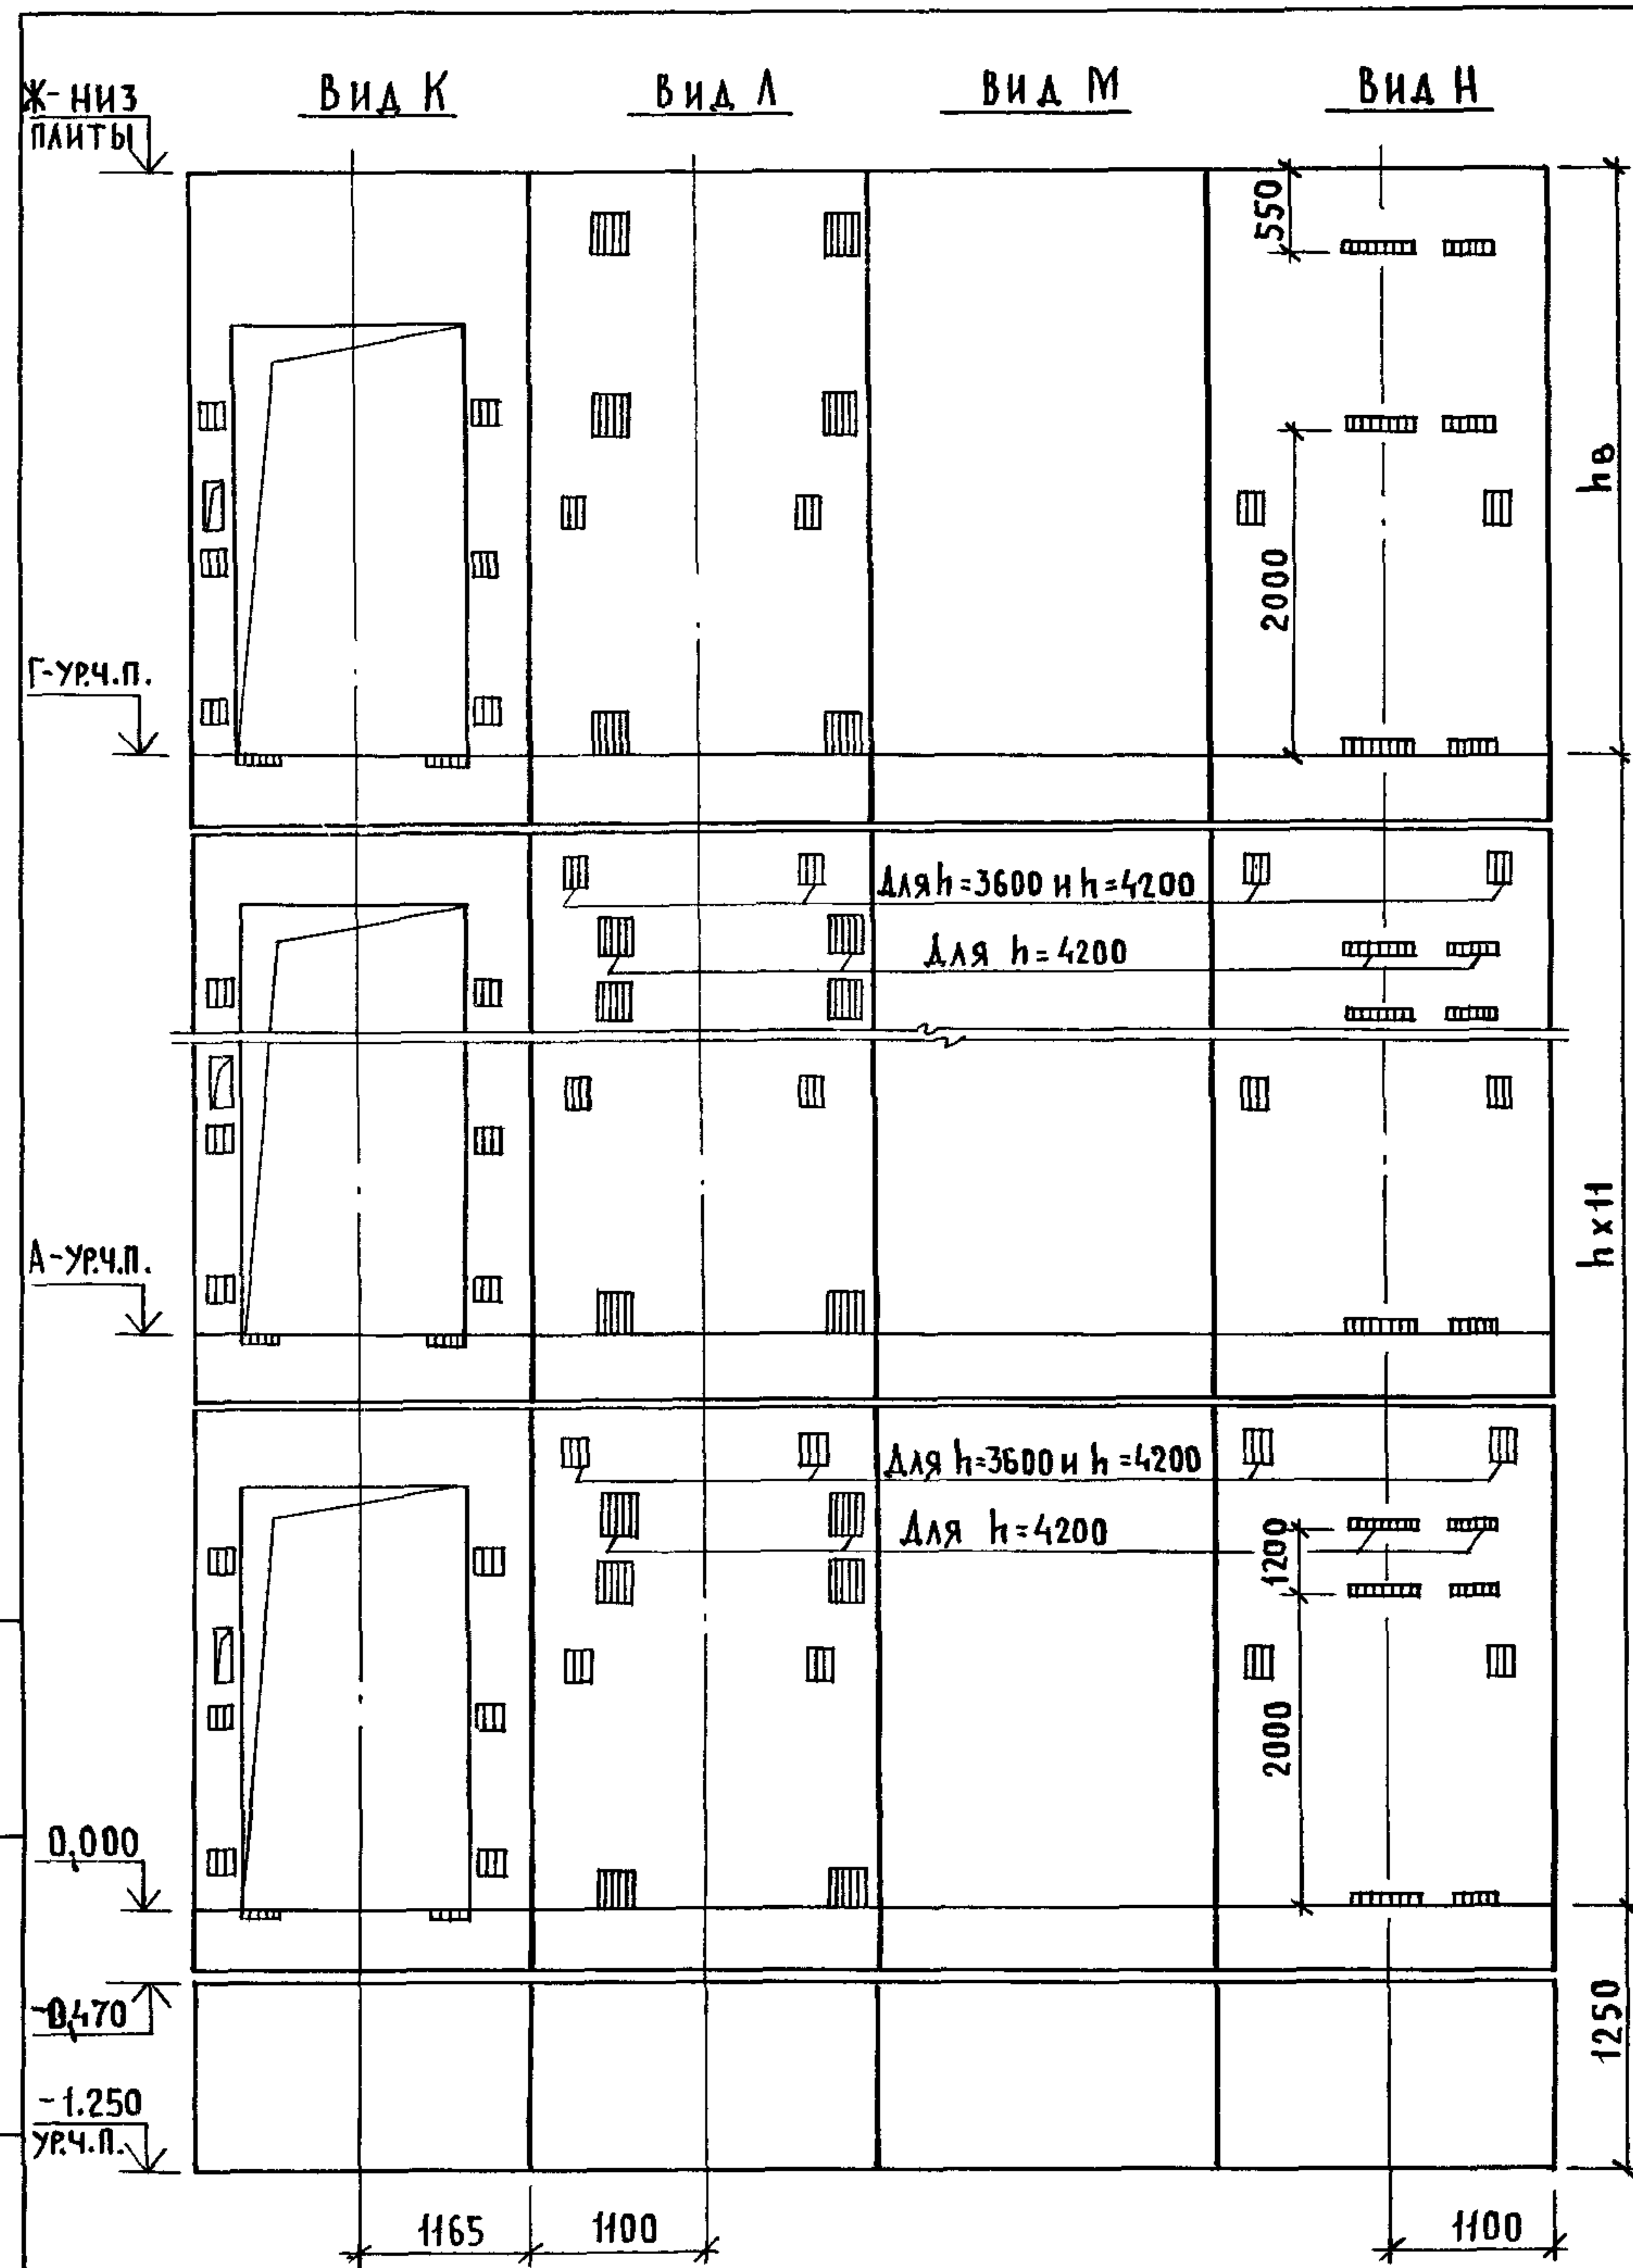 Вид К
Вид Л
Вид М
Вид Н
Ж-НИЗ
ПЛИТЫ
550
hв
2000
Г-УР.Ч.П.
Для h=3600 и h=4200
Для h=4200
h х 11
А-УР.Ч.П.
Для h=3600 и h=4200
Для h=4200
1200
2000
0,000
-0,470
1250
-1.250
УР.Ч.П.
1165
1100
1100